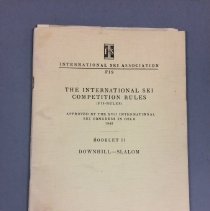 INTERNATIONAL SKI ASSOCIATION
FIS
THE INTERNATIONAL SKI
COMPETITION RULES
(FIS-RULES)
APPROVED BY THE XVII INTERNATIONAL
SKI CONGRESS IN OSLO
BOOKLET II
DOWNHILL—SLALOM